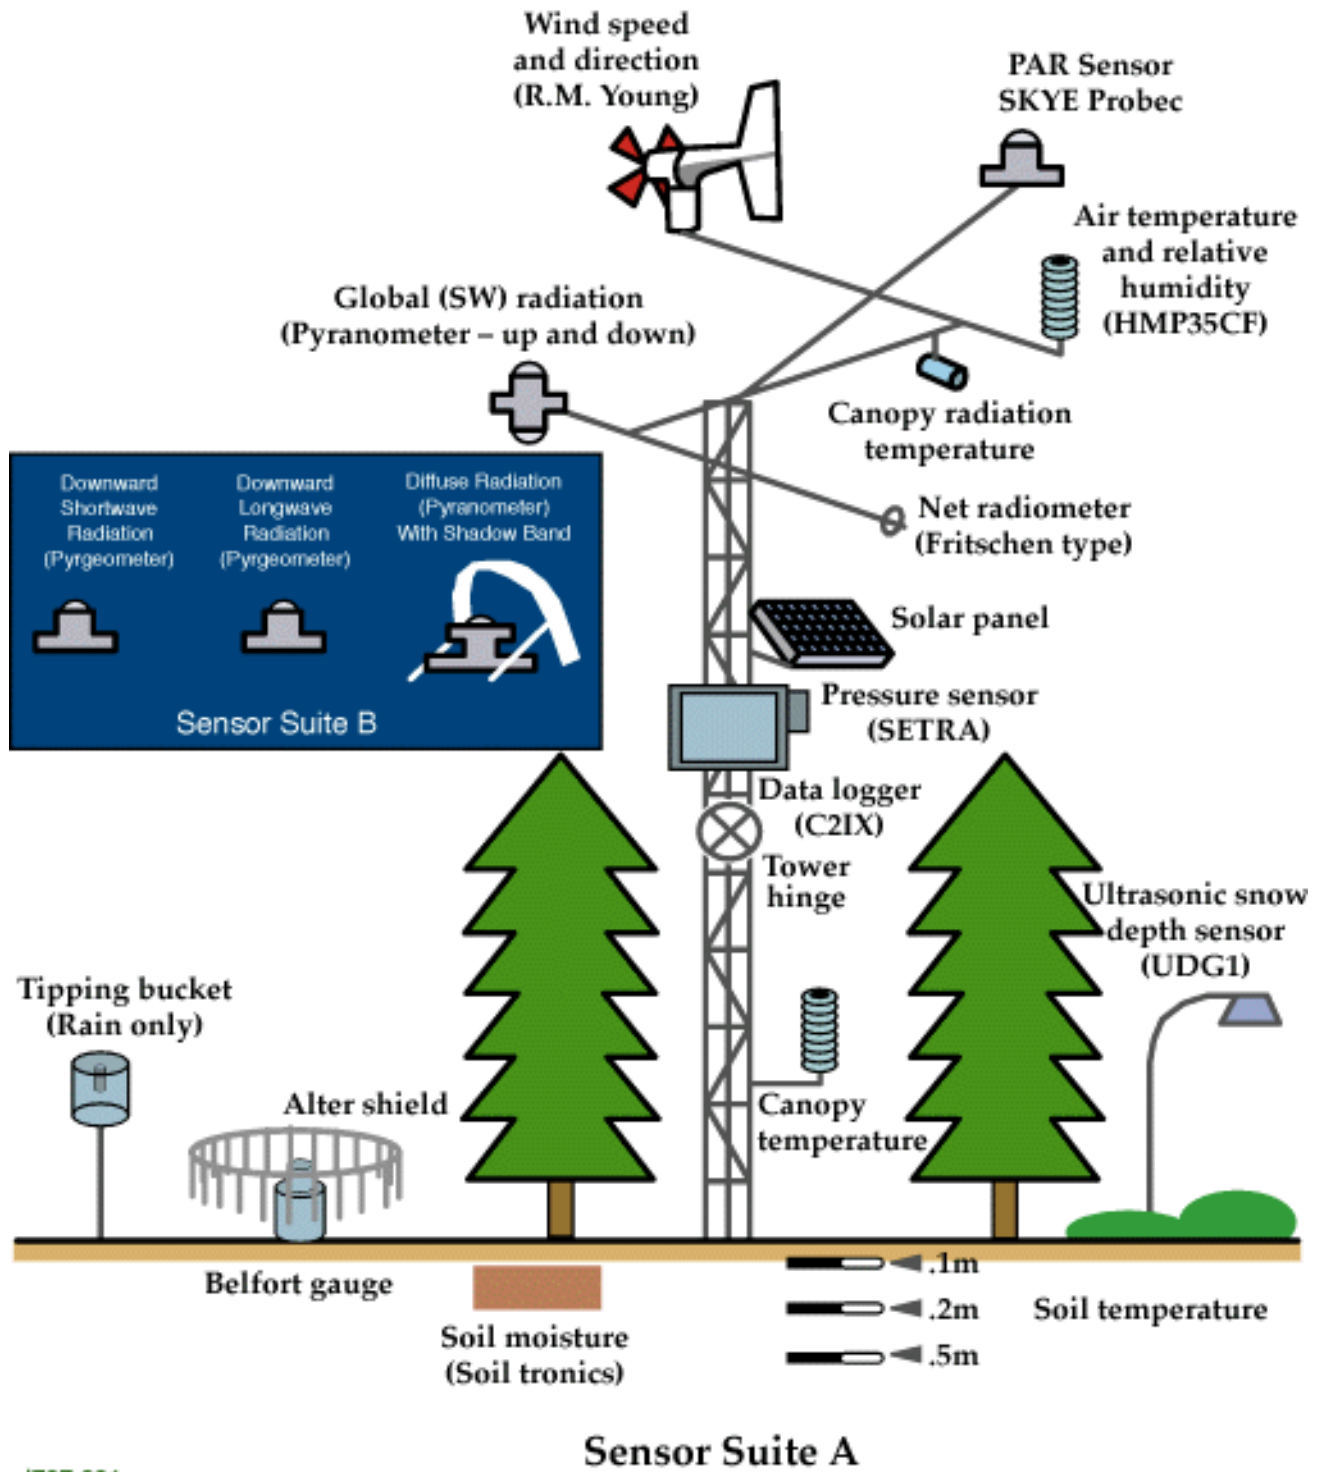 Wind speed
and direction
(R.M. Young)
PAR Sensor
SKYE Probec
Air temperature
and relative
humidity
(HMP35CF)
Global (SW) radiation
(Pyranometer – up and down)
Canopy radiation
temperature
Net radiometer
(Fritschen type)
Downward
Shortwave
Radiation
(Pyrgeometer)
Downward
Longwave
Radiation
(Pyrgeometer)
Diffuse Radiation
(Pyranometer)
With Shadow Band
Sensor Suite B
Solar panel
Pressure sensor
(SETRA)
Data logger
(C2IX)
Tower
hinge
Ultrasonic snow
depth sensor
(UDG1)
Tipping bucket
(Rain only)
Alter shield
Canopy
temperature
Belfort gauge
Soil moisture
(Soil tronics)
.1m
.2m
.5m
Soil temperature
Sensor Suite A